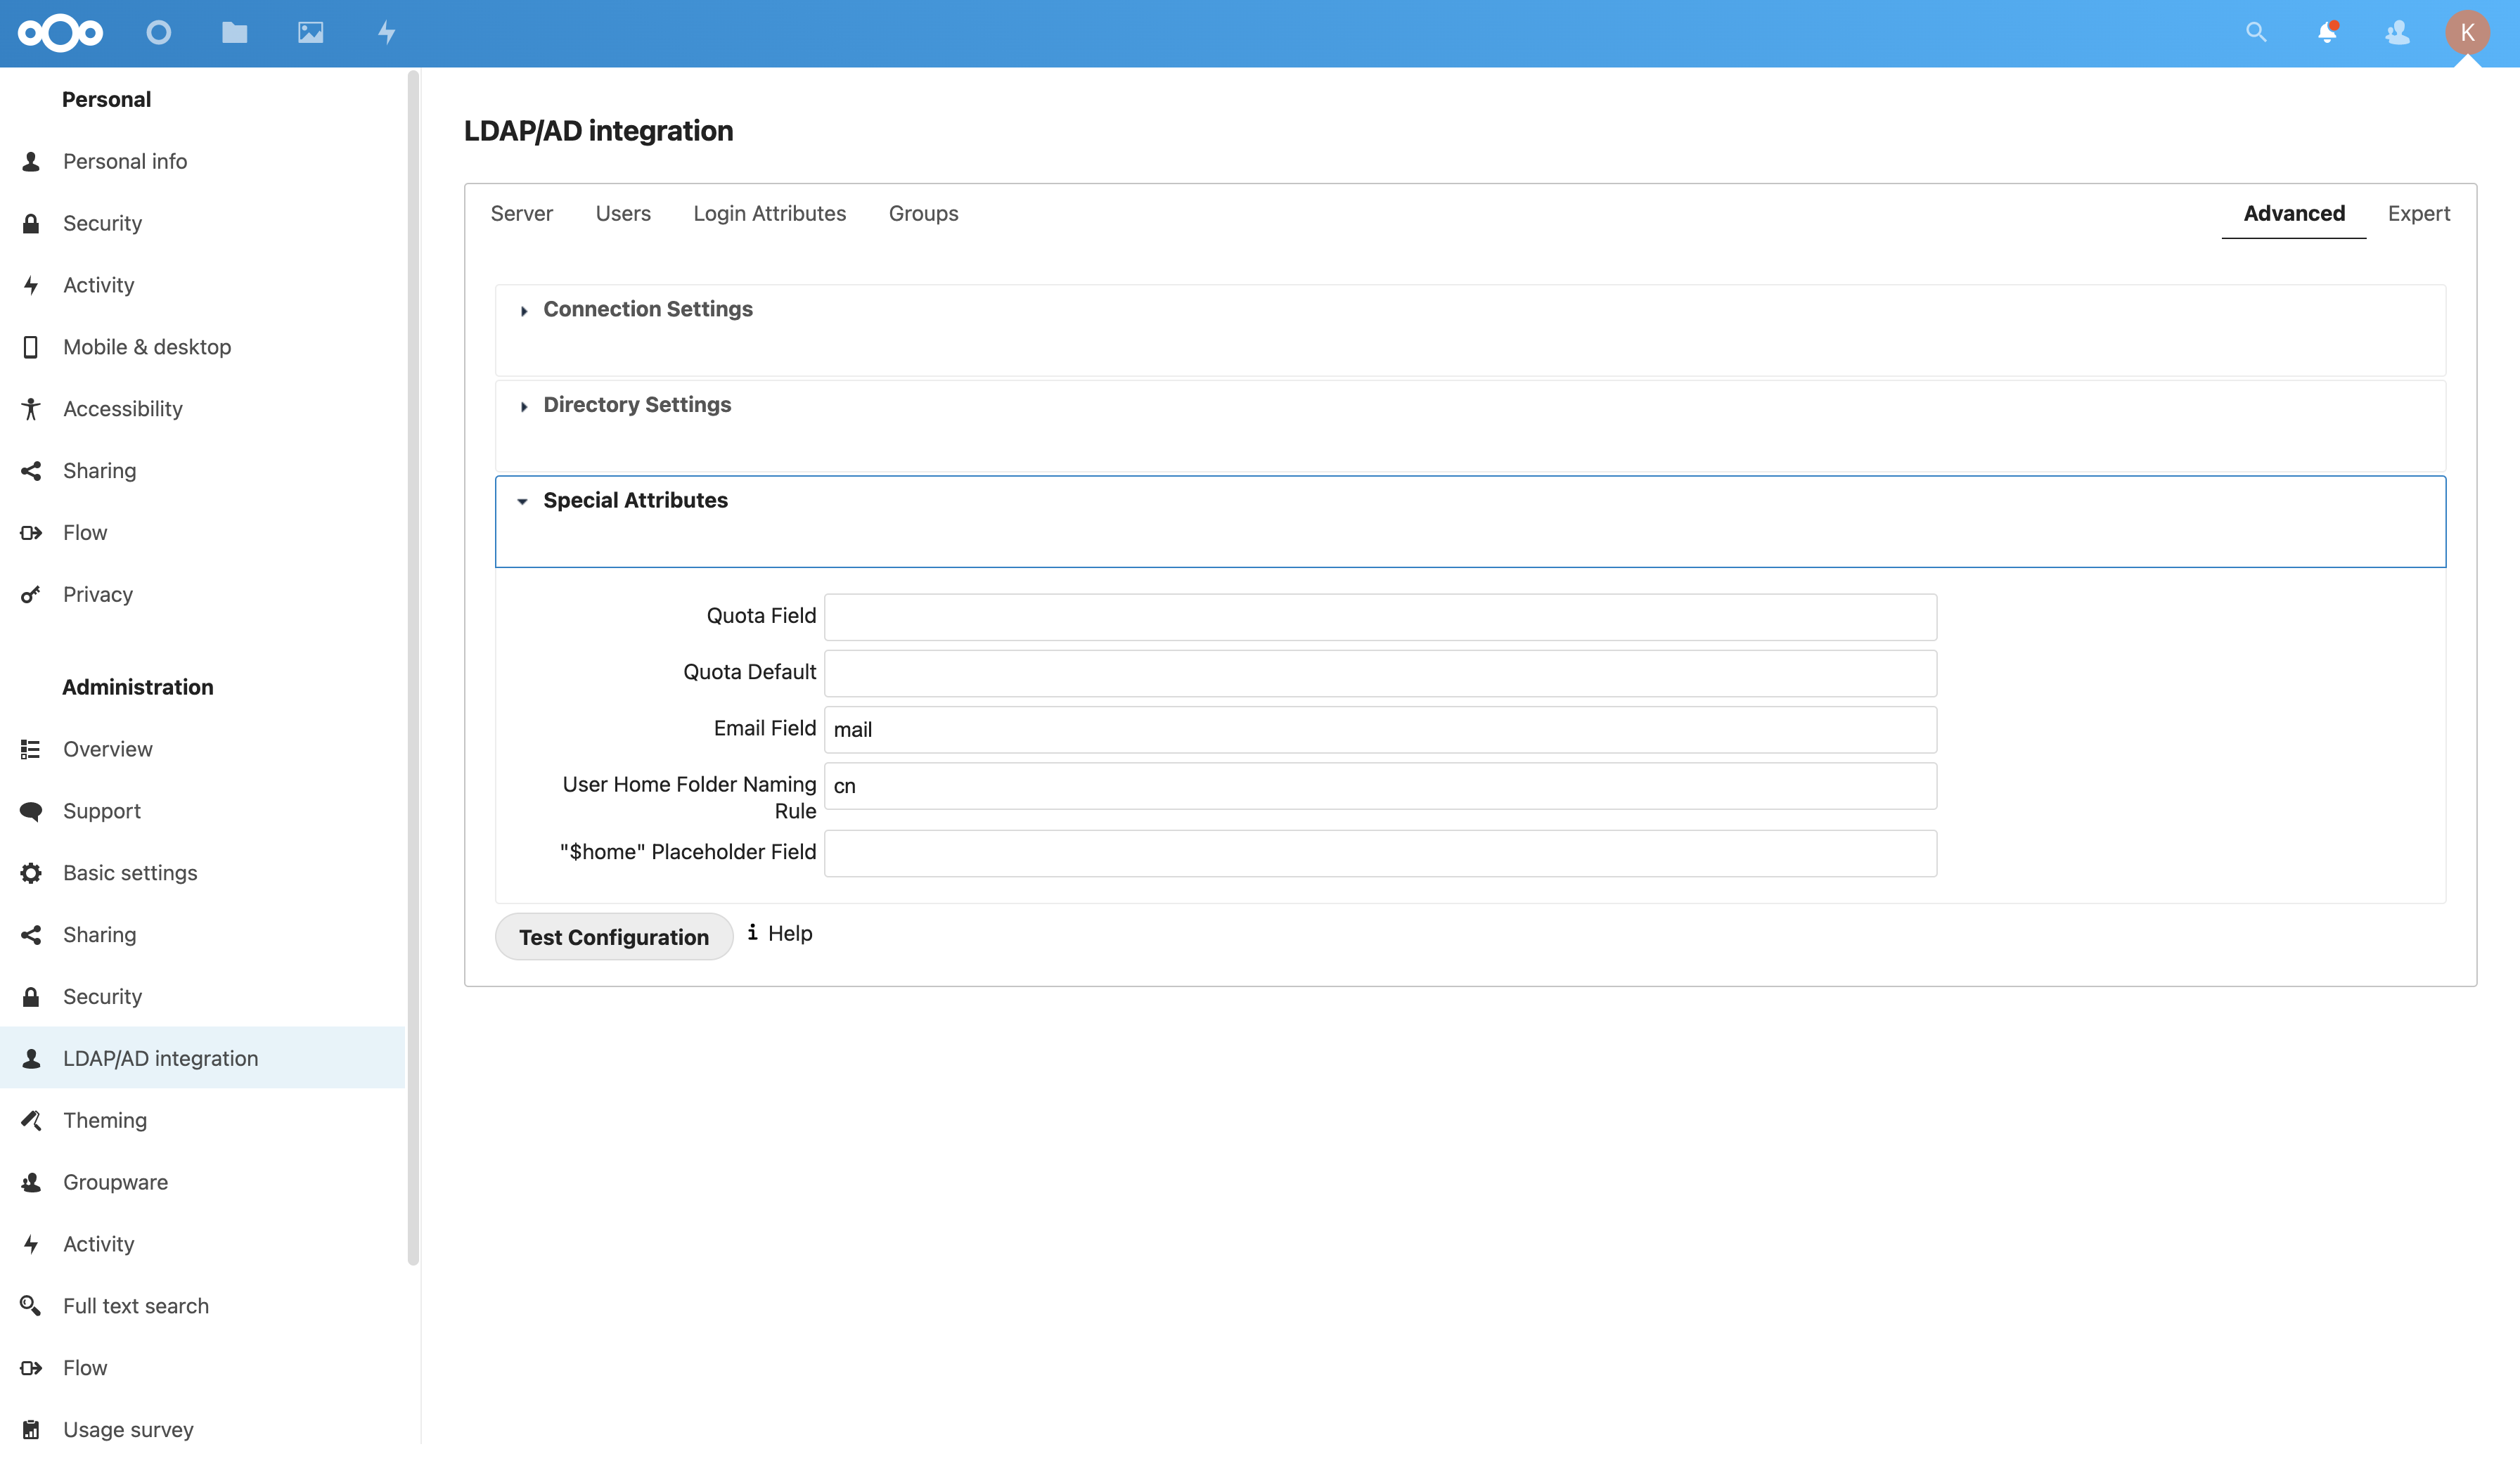 K
Personal
Personal info
Security
Activity
Mobile & desktop
Accessibility
Sharing
Flow
Privacy
Administration
Overview
Support
Basic settings
Sharing
Security
LDAP/AD integration
Theming
Groupware
Activity
Full text search
Flow
Usage survey
LDAP/AD integration
Server Users Login Attributes Groups Advanced Expert
Connection Settings
Directory Settings
Special Attributes
Quota Field
Quota Default
Email Field mail
User Home Folder Naming cn
Rule
"$home" Placeholder Field
Test Configuration i Help